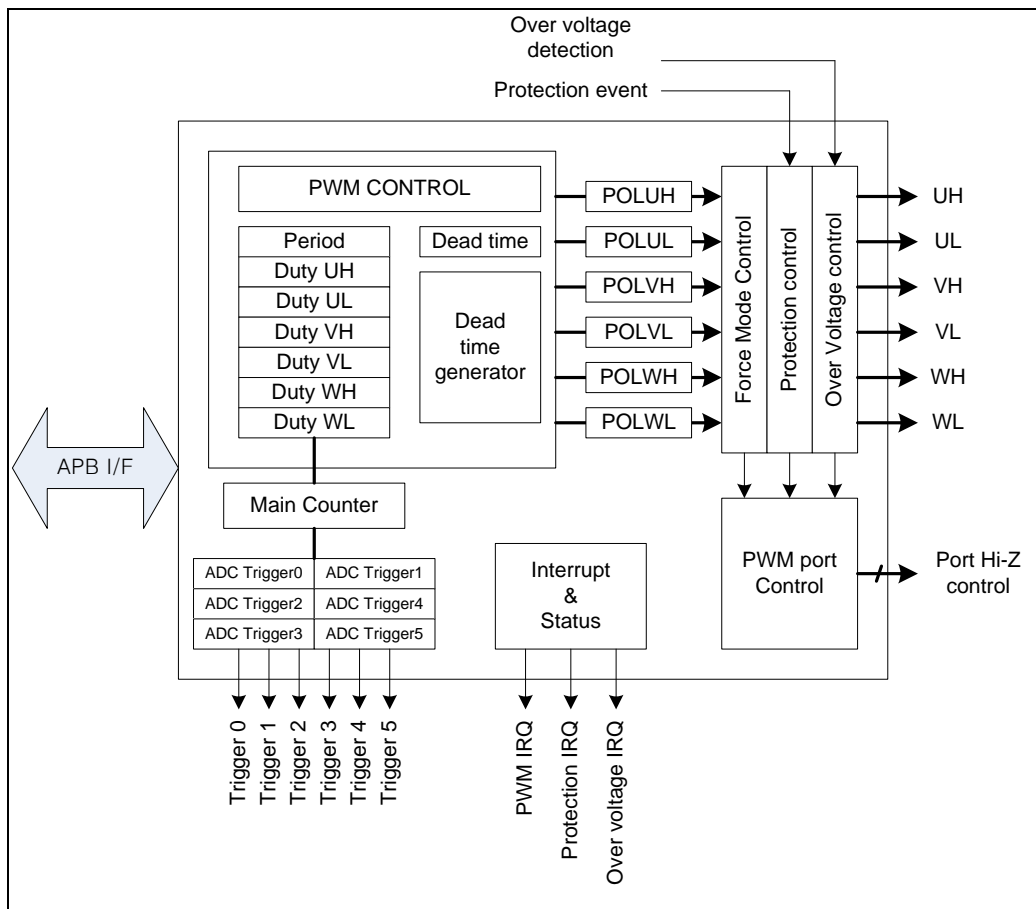 Over voltage
detection
Protection event
PWM CONTROL
Period
Duty UH
Duty UL
Duty VH
Duty VL
Duty WH
Duty WL
Dead time
Dead
time
generator
POLUH
POLUL
POLVH
POLVL
POLWH
POLWL
Force Mode Control
Protection control
Over Voltage control
UH
UL
VH
VL
WH
WL
APB I/F
Main Counter
ADC Trigger0
ADC Trigger1
ADC Trigger2
ADC Trigger4
ADC Trigger3
ADC Trigger5
Interrupt
&
Status
PWM port
Control
Port Hi-Z
control
Trigger 0
Trigger 1
Trigger 2
Trigger 3
Trigger 4
Trigger 5
PWM IRQ
Protection IRQ
Over voltage IRQ